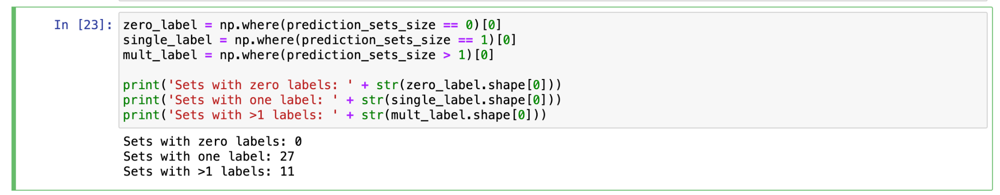 In [23]:
zero_label = np.where(prediction_sets_size == 0)[0]
single_label = np.where(prediction_sets_size == 1)[0]
mult_label = np.where(prediction_sets_size > 1)[0]
print('Sets with zero labels: ' + str(zero_label.shape[0]))
print('Sets with one label: ' + str(single_label.shape[0]))
print('Sets with >1 labels: ' + str(mult_label.shape[0]))
Sets with zero labels: 0
Sets with one label: 27
Sets with >1 labels: 11